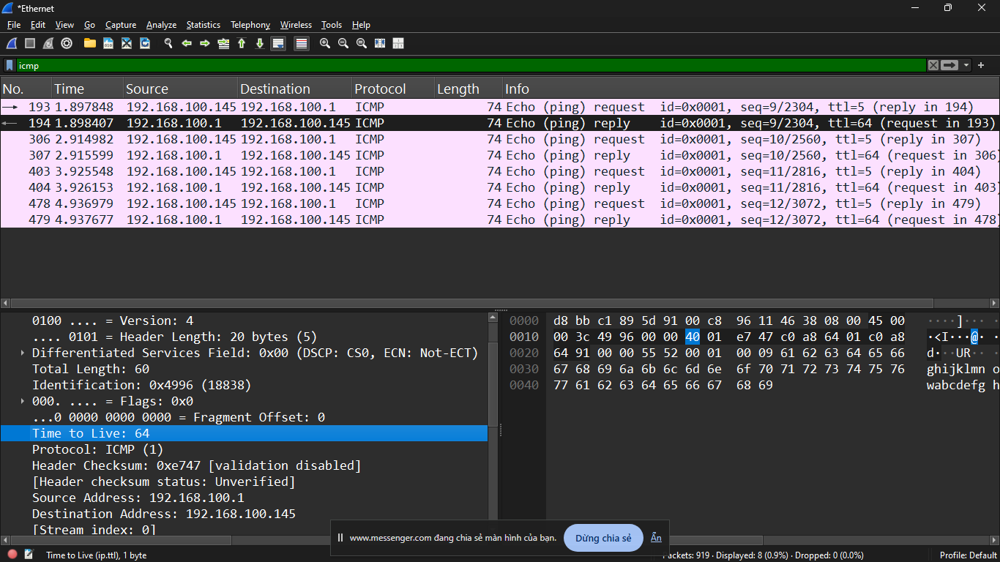 *Ethernet
File Edit View Go Capture Analyze Statistics Telephony Wireless Tools Help
icmp
No. Time Source Destination Protocol Length Info
193 1.897848 192.168.100.145 192.168.100.1 ICMP 74 Echo (ping) request id=0x0001, seq=9/2304, ttl=5 (reply in 194)
194 1.898407 192.168.100.1 192.168.100.145 ICMP 74 Echo (ping) reply id=0x0001, seq=9/2304, ttl=64 (request in 193)
306 2.914982 192.168.100.145 192.168.100.1 ICMP 74 Echo (ping) request id=0x0001, seq=10/2560, ttl=5 (reply in 307)
307 2.915599 192.168.100.1 192.168.100.145 ICMP 74 Echo (ping) reply id=0x0001, seq=10/2560, ttl=64 (request in 306)
403 3.925548 192.168.100.145 192.168.100.1 ICMP 74 Echo (ping) request id=0x0001, seq=11/2816, ttl=5 (reply in 404)
404 3.926153 192.168.100.1 192.168.100.145 ICMP 74 Echo (ping) reply id=0x0001, seq=11/2816, ttl=64 (request in 403)
478 4.936979 192.168.100.145 192.168.100.1 ICMP 74 Echo (ping) request id=0x0001, seq=12/3072, ttl=5 (reply in 479)
479 4.937677 192.168.100.1 192.168.100.145 ICMP 74 Echo (ping) reply id=0x0001, seq=12/3072, ttl=64 (request in 478)
0100 .... = Version: 4
.... 0101 = Header Length: 20 bytes (5)
Differentiated Services Field: 0x00 (DSCP: CS0, ECN: Not-ECT)
Total Length: 60
Identification: 0x4996 (18838)
000. .... = Flags: 0x0
...0 0000 0000 0000 = Fragment Offset: 0
Time to Live: 64
Protocol: ICMP (1)
Header Checksum: 0xe747 [validation disabled]
[Header checksum status: Unverified]
Source Address: 192.168.100.1
Destination Address: 192.168.100.145
[Stream index: 0]
0000 d8 bb c1 89 5d 91 00 c8 96 11 46 38 08 00 45 00 ····]···
0010 00 3c 49 96 00 00 40 01 e7 47 c0 a8 64 01 c0 a8 ·<I···@· ·
0020 64 91 00 00 55 52 00 01 00 09 61 62 63 64 65 66 d···UR··
0030 67 68 69 6a 6b 6c 6d 6e 6f 70 71 72 73 74 75 76 ghijklmn o
0040 77 61 62 63 64 65 66 67 68 69 wabcdefg h
www.messenger.com đang chia sẻ màn hình của bạn. Dừng chia sẻ Ẩn
Time to Live (ip.ttl), 1 byte
Packets: 919 · Displayed: 8 (0.9%) · Dropped: 0 (0.0%)
Profile: Default